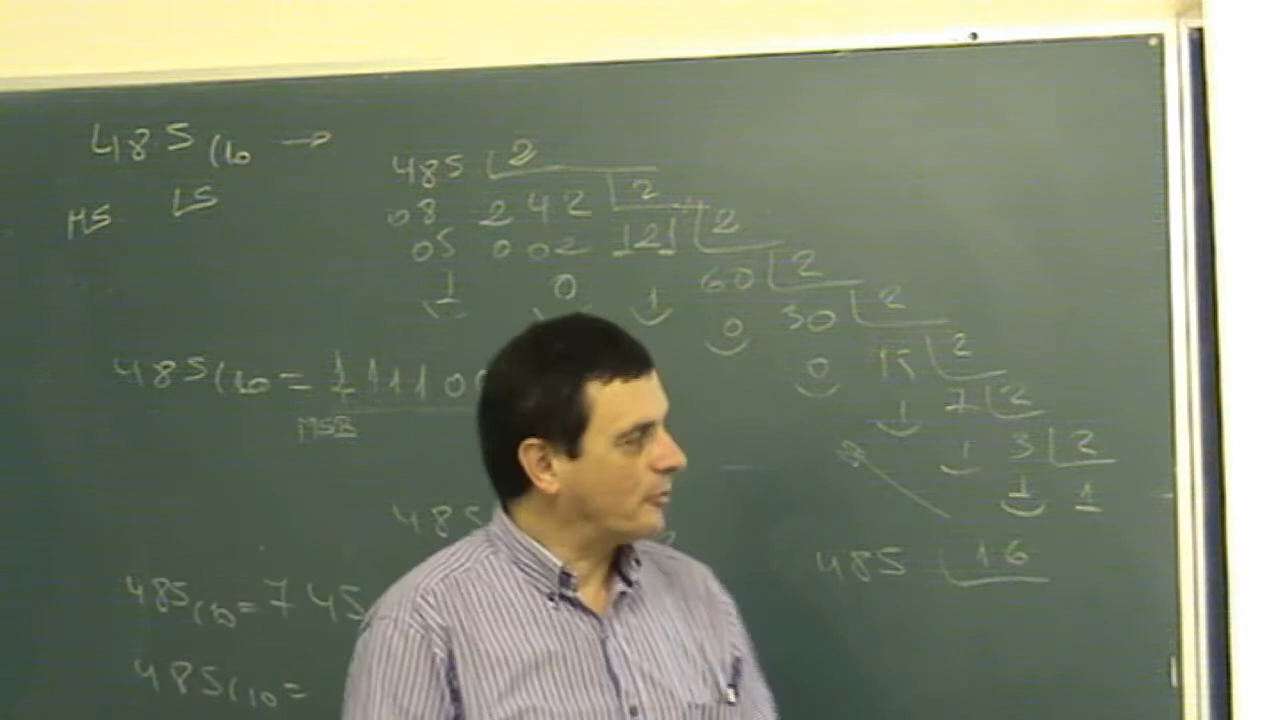 485(10 →
MS LS
485 2
08 242 2
05 002 121 2
1 0 1 60 2
0 30 2
0 15 2
1 7 2
1 3 2
1 1
485(10 = 111100
MSB
485
485 16
485(10 = 745
485(10 =